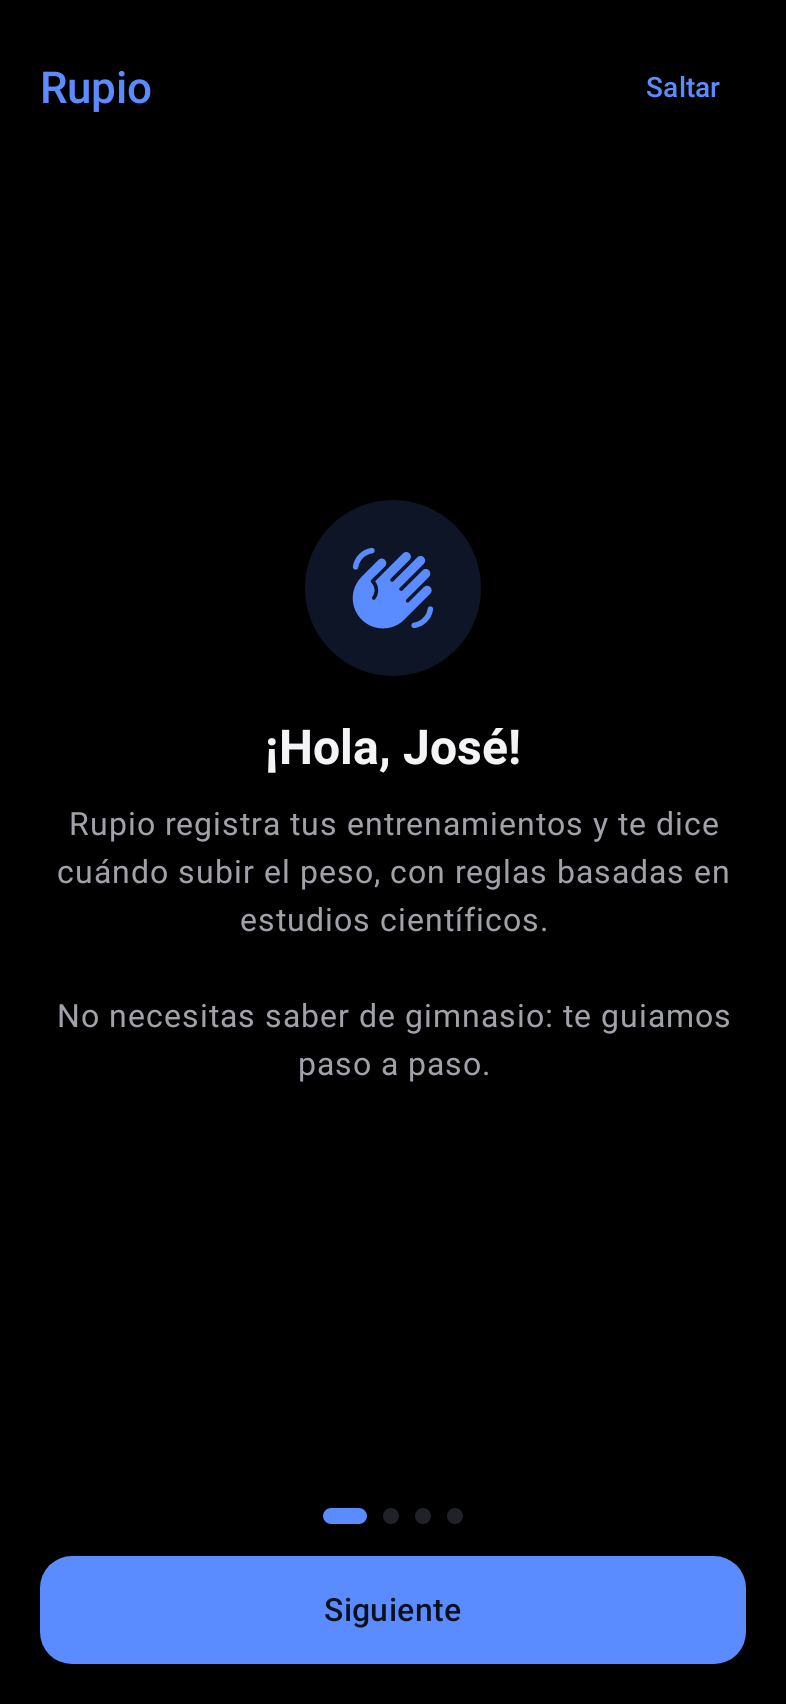 Rupio
Saltar
¡Hola, José!
Rupio registra tus entrenamientos y te dice
cuándo subir el peso, con reglas basadas en
estudios científicos.
No necesitas saber de gimnasio: te guiamos
paso a paso.
Siguiente